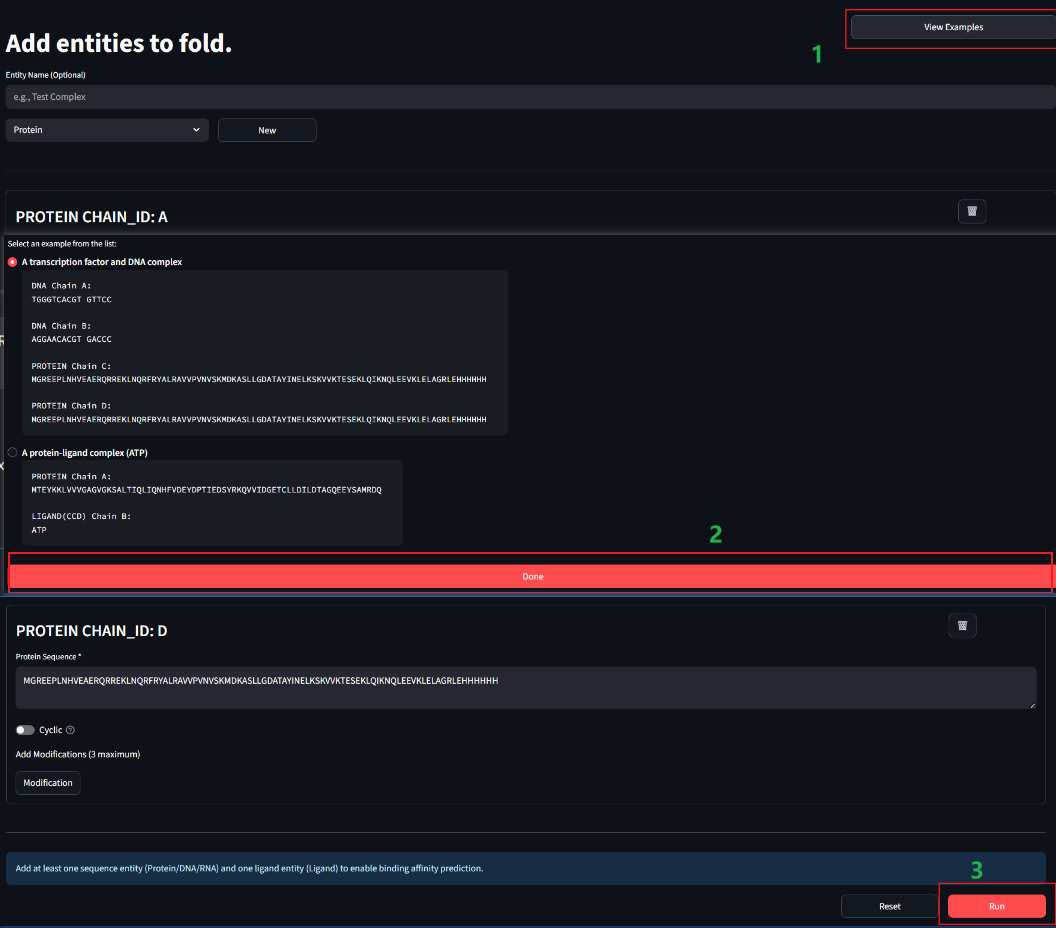 View Examples
1
Add entities to fold.
Entity Name (Optional)
e.g., Test Complex
Protein
New
PROTEIN CHAIN_ID: A
Select an example from the list:
A transcription factor and DNA complex
DNA Chain A:
TGGGTCACGT GTTCC
DNA Chain B:
AGGAACACGT GACCC
PROTEIN Chain C:
MGREEPLNHVEAERQRREKLNQRFRYALRAVVPVNVSKMDKASLLGDATAYINELKSKVVKTESEKLQIKNQLEEVKLELAGRLEHHHHHH
PROTEIN Chain D:
MGREEPLNHVEAERQRREKLNQRFRYALRAVVPVNVSKMDKASLLGDATAYINELKSKVVKTESEKLQIKNQLEEVKLELAGRLEHHHHHH
A protein-ligand complex (ATP)
PROTEIN Chain A:
MTEYKKLVVVGAGVGKSALTIQLIQNHFVDEYDPTIEDSYRKQVVIDGETCLLDILDTAGQEEYSAMRDQ
LIGAND(CCD) Chain B:
ATP
2
Done
PROTEIN CHAIN_ID: D
Protein Sequence *
MGREEPLNHVEAERQRREKLNQRFRYALRAVVPVNVSKMDKASLLGDATAYINELKSKVVKTESEKLQIKNQLEEVKLELAGRLEHHHHHH
Cyclic
Add Modifications (3 maximum)
Modification
Add at least one sequence entity (Protein/DNA/RNA) and one ligand entity (Ligand) to enable binding affinity prediction.
3
Reset
Run